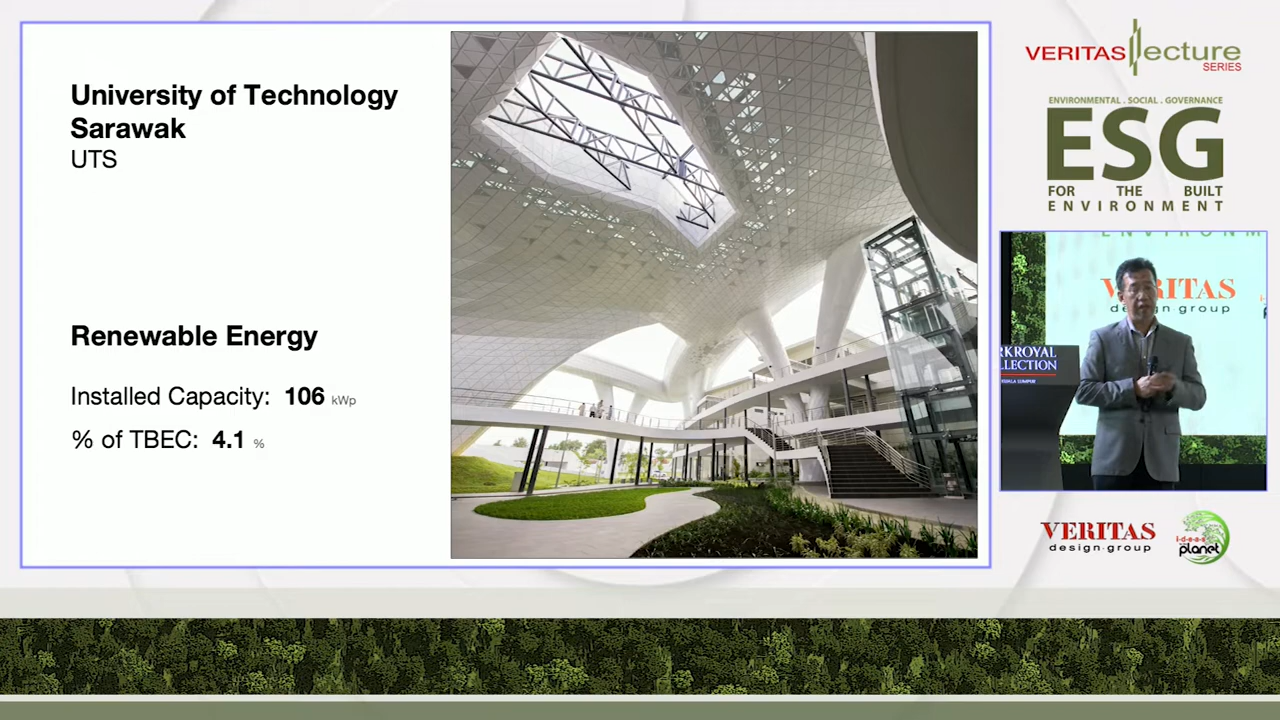 University of Technology
Sarawak
UTS
Renewable Energy
Installed Capacity: 106 kWp
% of TBEC: 4.1 %
VERITAS lecture
SERIES
ENVIRONMENTAL . SOCIAL . GOVERNANCE
ESG
FOR THE BUILT
ENVIRONMENT
VERITAS
design group
VERITAS
design group
ideas
planet